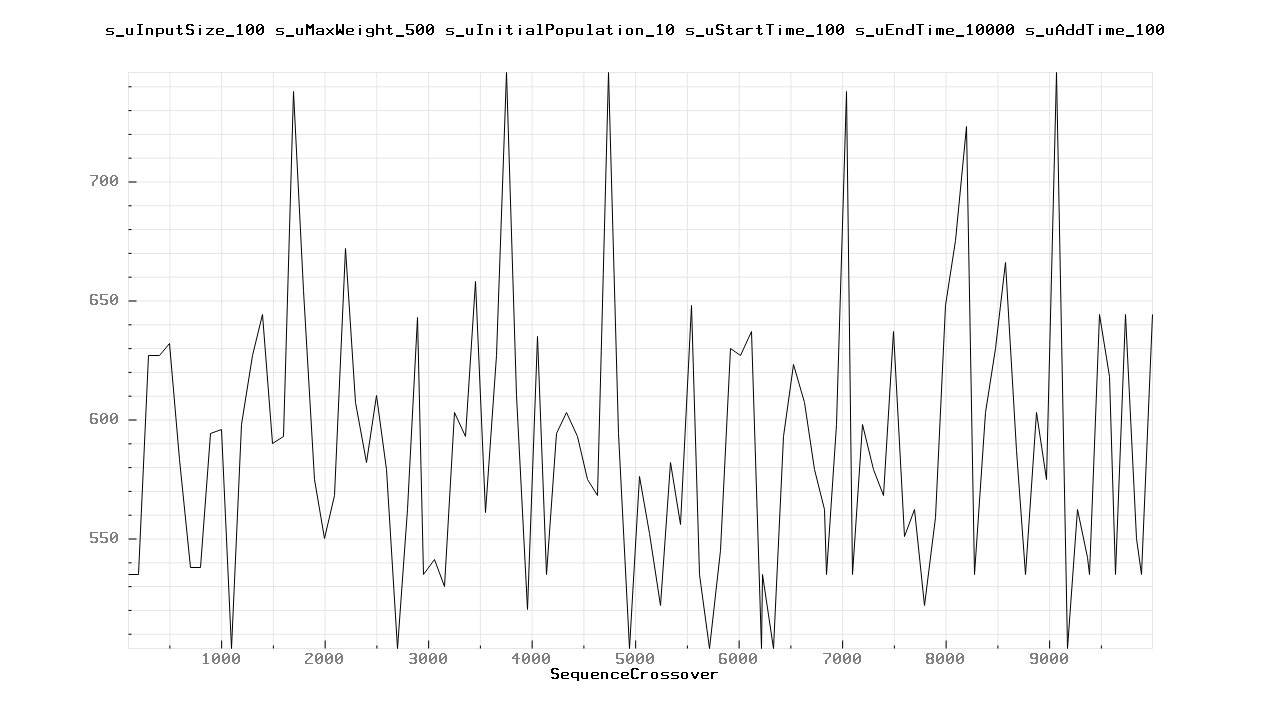 s_uInputSize_100 s_uMaxWeight_500 s_uInitialPopulation_10 s_uStartTime_100 s_uEndTime_10000 s_uAddTime_100
700
650
600
550
1000 2000 3000 4000 5000 6000 7000 8000 9000
SequenceCrossover